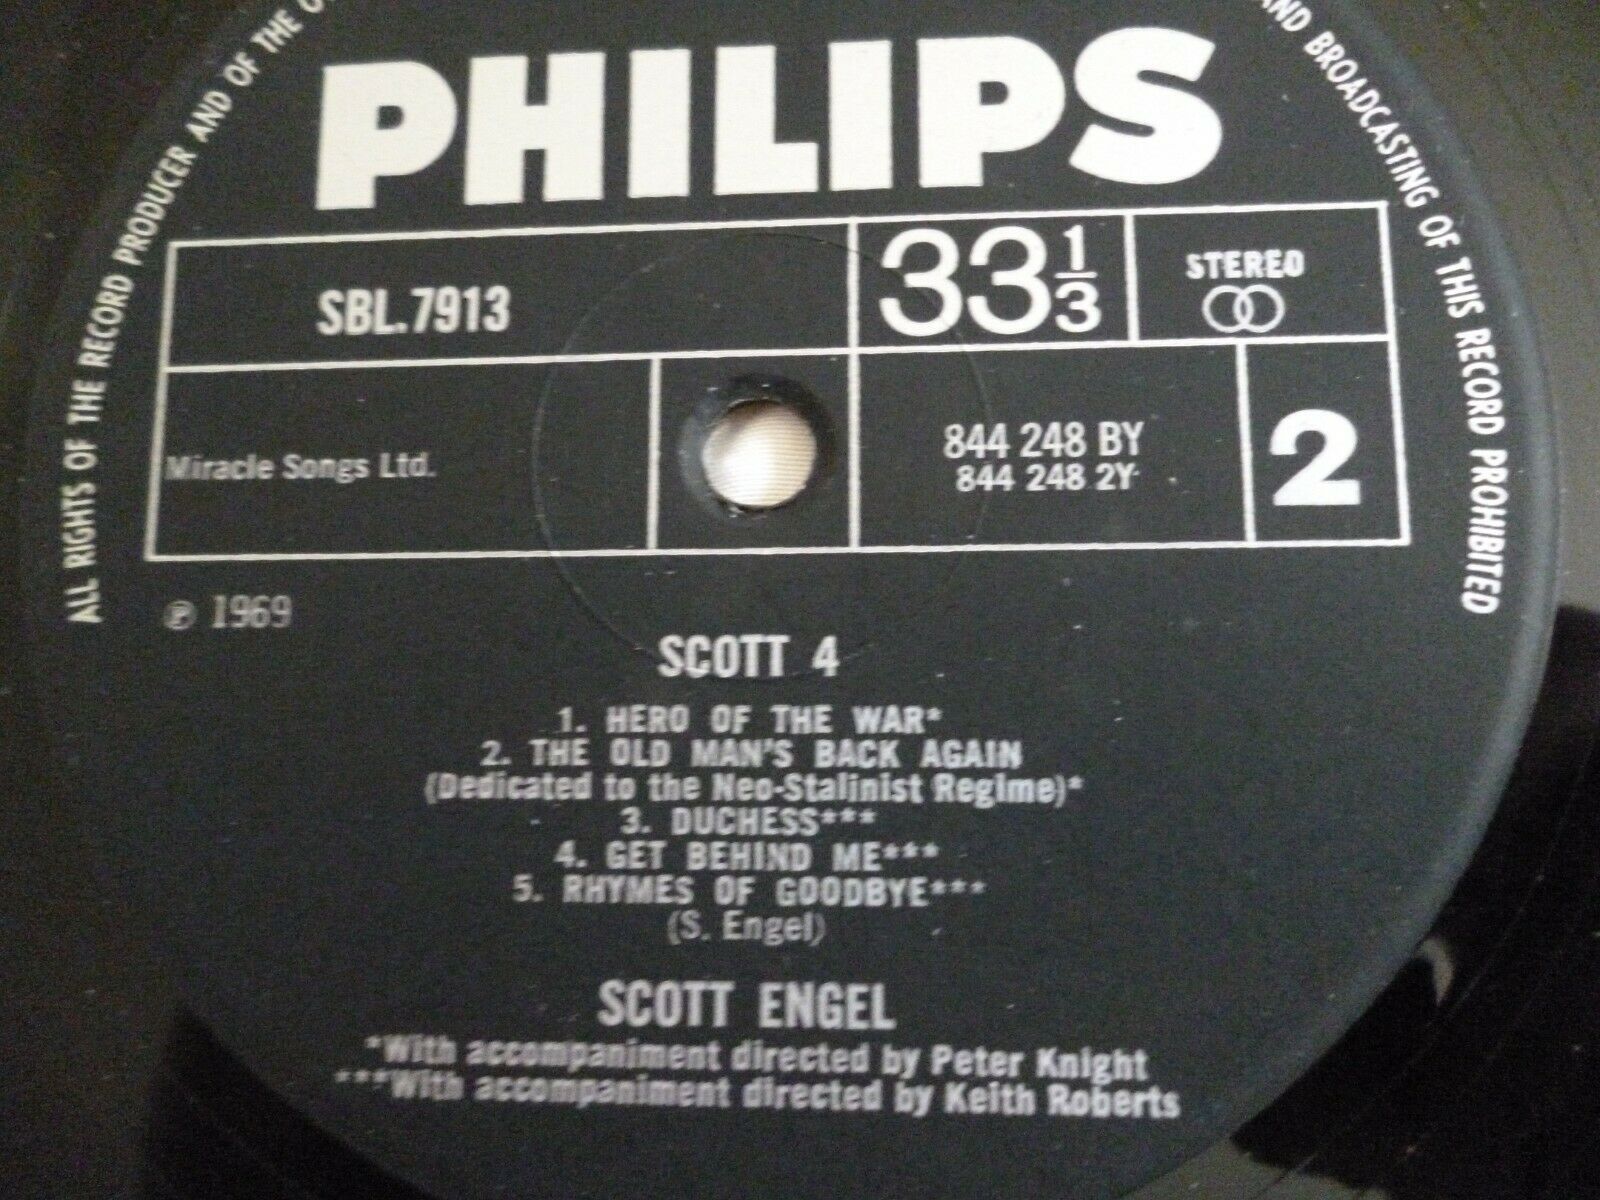 ALL RIGHTS OF THE RECORD PRODUCER AND OF THE
AND BROADCASTING OF THIS RECORD PROHIBITED
PHILIPS
SBL.7913
33 1/3
STEREO
Miracle Songs Ltd.
844 248 BY
844 248 2Y
2
℗ 1969
SCOTT 4
1. HERO OF THE WAR*
2. THE OLD MAN'S BACK AGAIN
(Dedicated to the Neo-Stalinist Regime)*
3. DUCHESS***
4. GET BEHIND ME***
5. RHYMES OF GOODBYE***
(S. Engel)
SCOTT ENGEL
*With accompaniment directed by Peter Knight
***With accompaniment directed by Keith Roberts